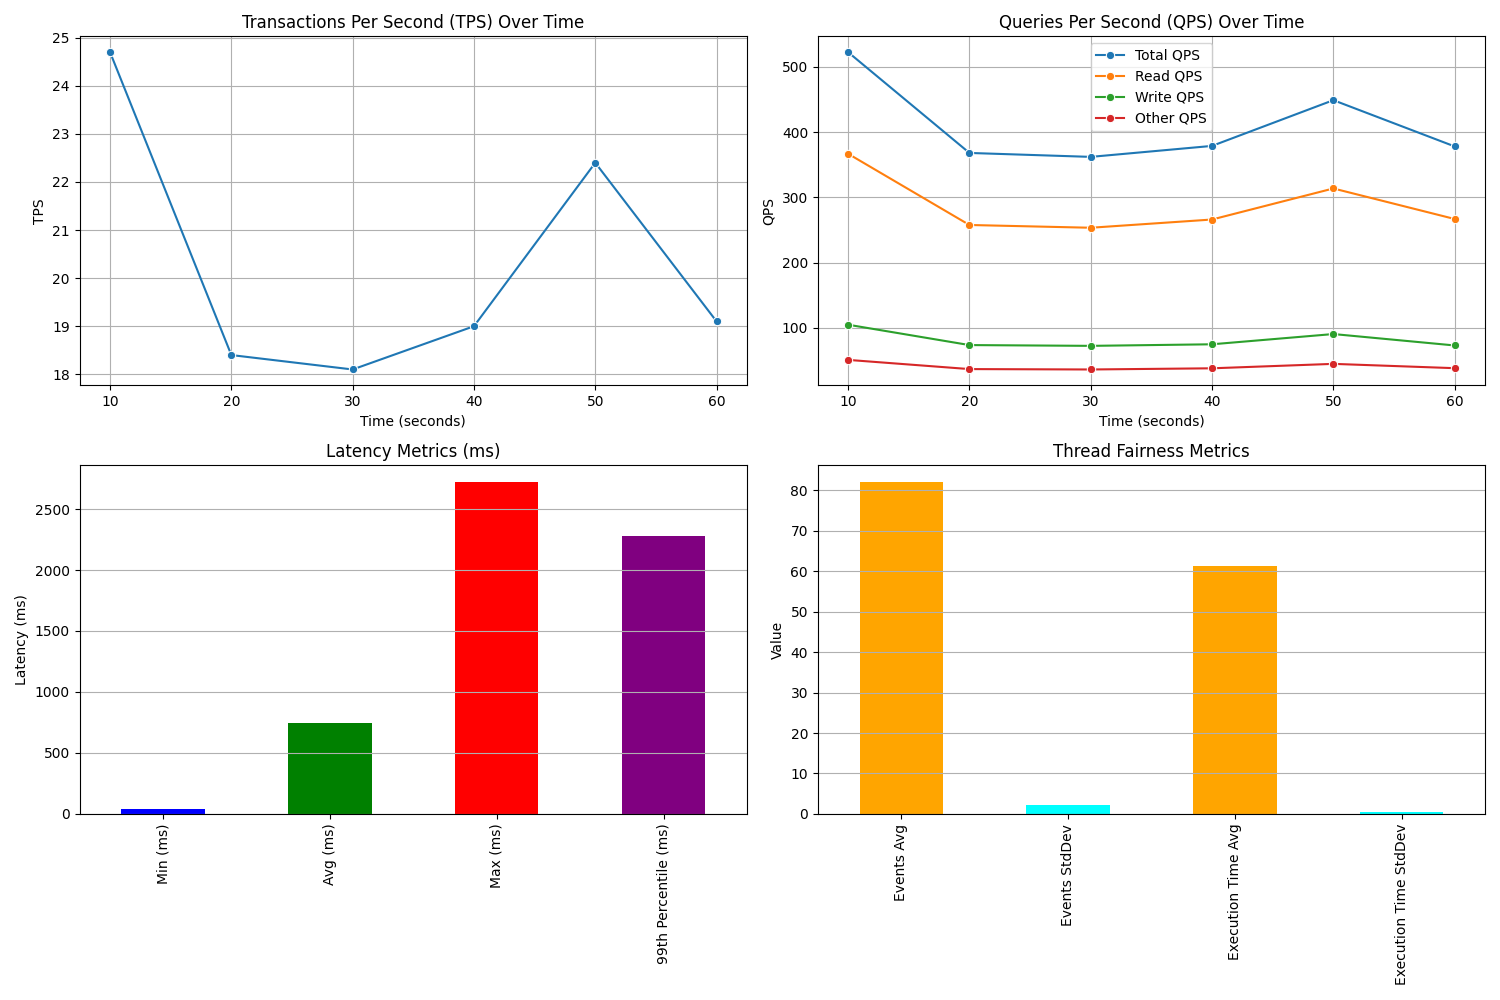 Transactions Per Second (TPS) Over Time
25
24
23
22
21
20
19
18
TPS
10 20 30 40 50 60
Time (seconds)
Queries Per Second (QPS) Over Time
Total QPS
Read QPS
Write QPS
Other QPS
500
400
300
200
100
QPS
10 20 30 40 50 60
Time (seconds)
Latency Metrics (ms)
2500
2000
1500
1000
500
0
Latency (ms)
Min (ms)
Avg (ms)
Max (ms)
99th Percentile (ms)
Thread Fairness Metrics
80
70
60
50
40
30
20
10
0
Value
Events Avg
Events StdDev
Execution Time Avg
Execution Time StdDev